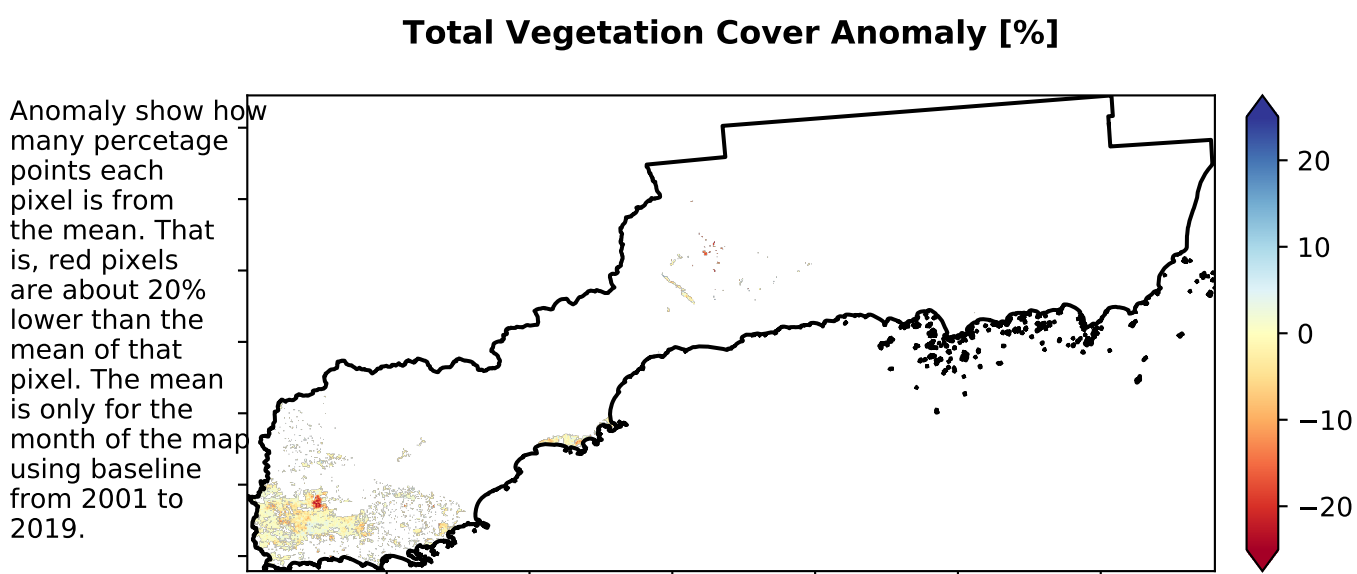 Total Vegetation Cover Anomaly [%]
Anomaly show how
many percetage
points each
pixel is from
the mean. That
is, red pixels
are about 20%
lower than the
mean of that
pixel. The mean
is only for the
month of the map
using baseline
from 2001 to
2019.
20
10
0
−10
−20